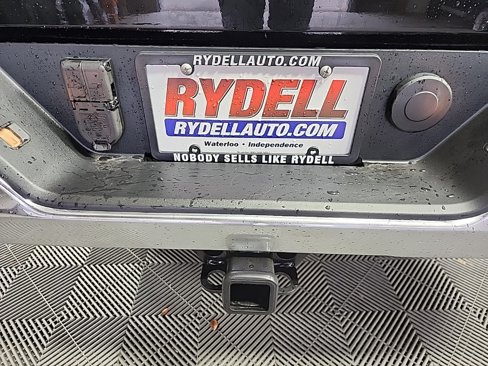 RYDELLAUTO.COM
RYDELL
RYDELLAUTO.COM
Waterloo • Independence
NOBODY SELLS LIKE RYDELL